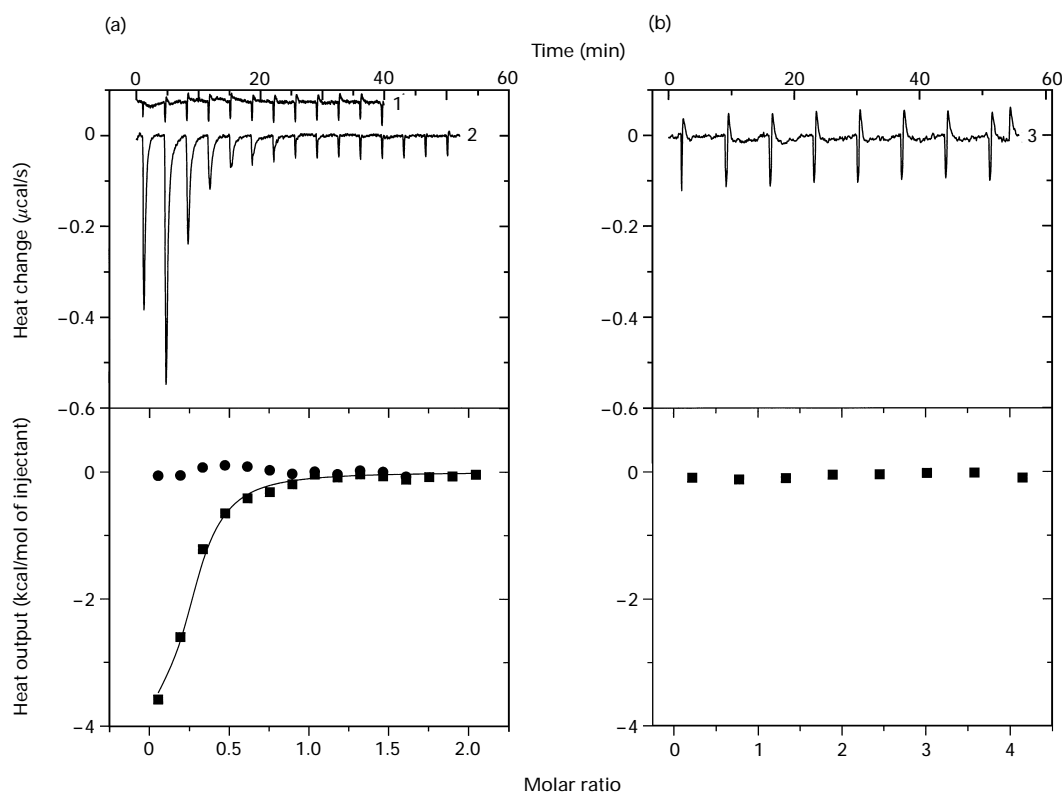 (a)
(b)
Time (min)
0 20 40 60
0 20 40 60
1
2
3
0
−0.2
−0.4
−0.6
0
−0.2
−0.4
−0.6
Heat change (μcal/s)
0
−2
−4
0
−2
−4
Heat output (kcal/mol of injectant)
0 0.5 1.0 1.5 2.0
0 1 2 3 4
Molar ratio